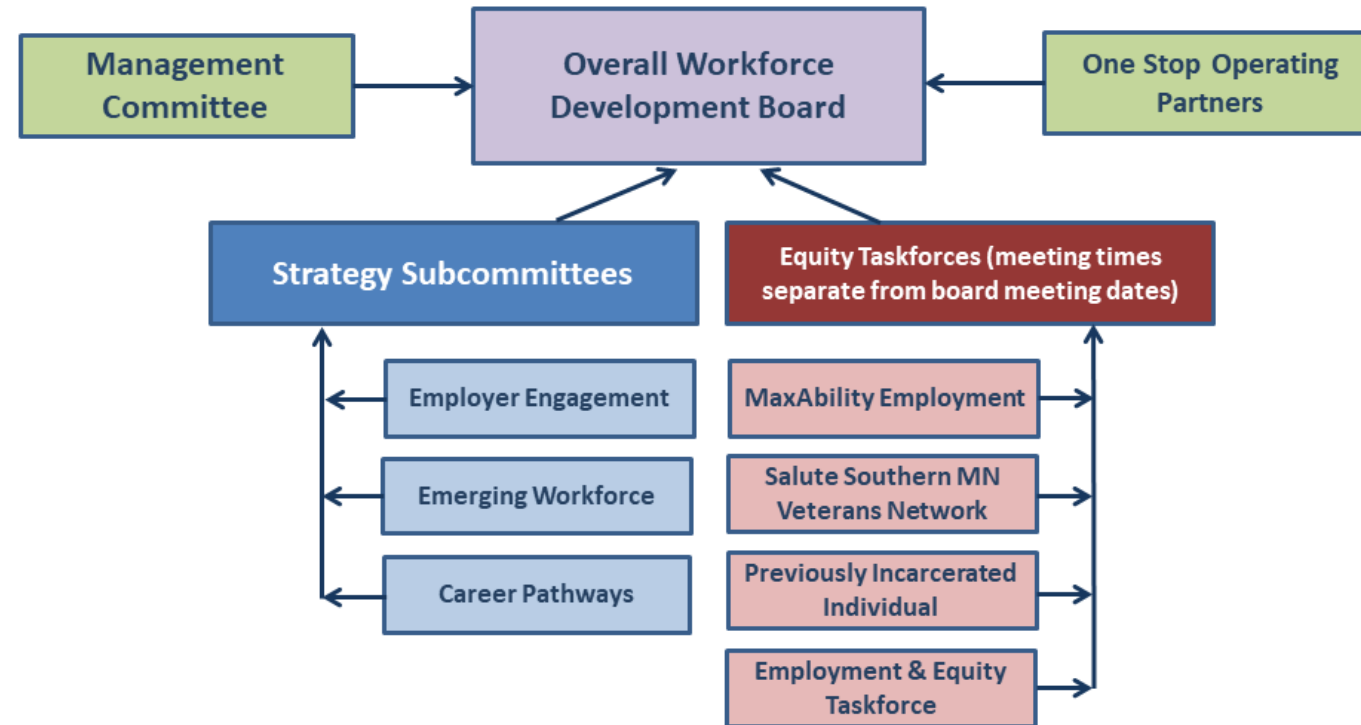 Management
Committee
Overall Workforce
Development Board
One Stop Operating
Partners
Strategy Subcommittees
Equity Taskforces (meeting times
separate from board meeting dates)
Employer Engagement
Emerging Workforce
Career Pathways
MaxAbility Employment
Salute Southern MN
Veterans Network
Previously Incarcerated
Individual
Employment & Equity
Taskforce